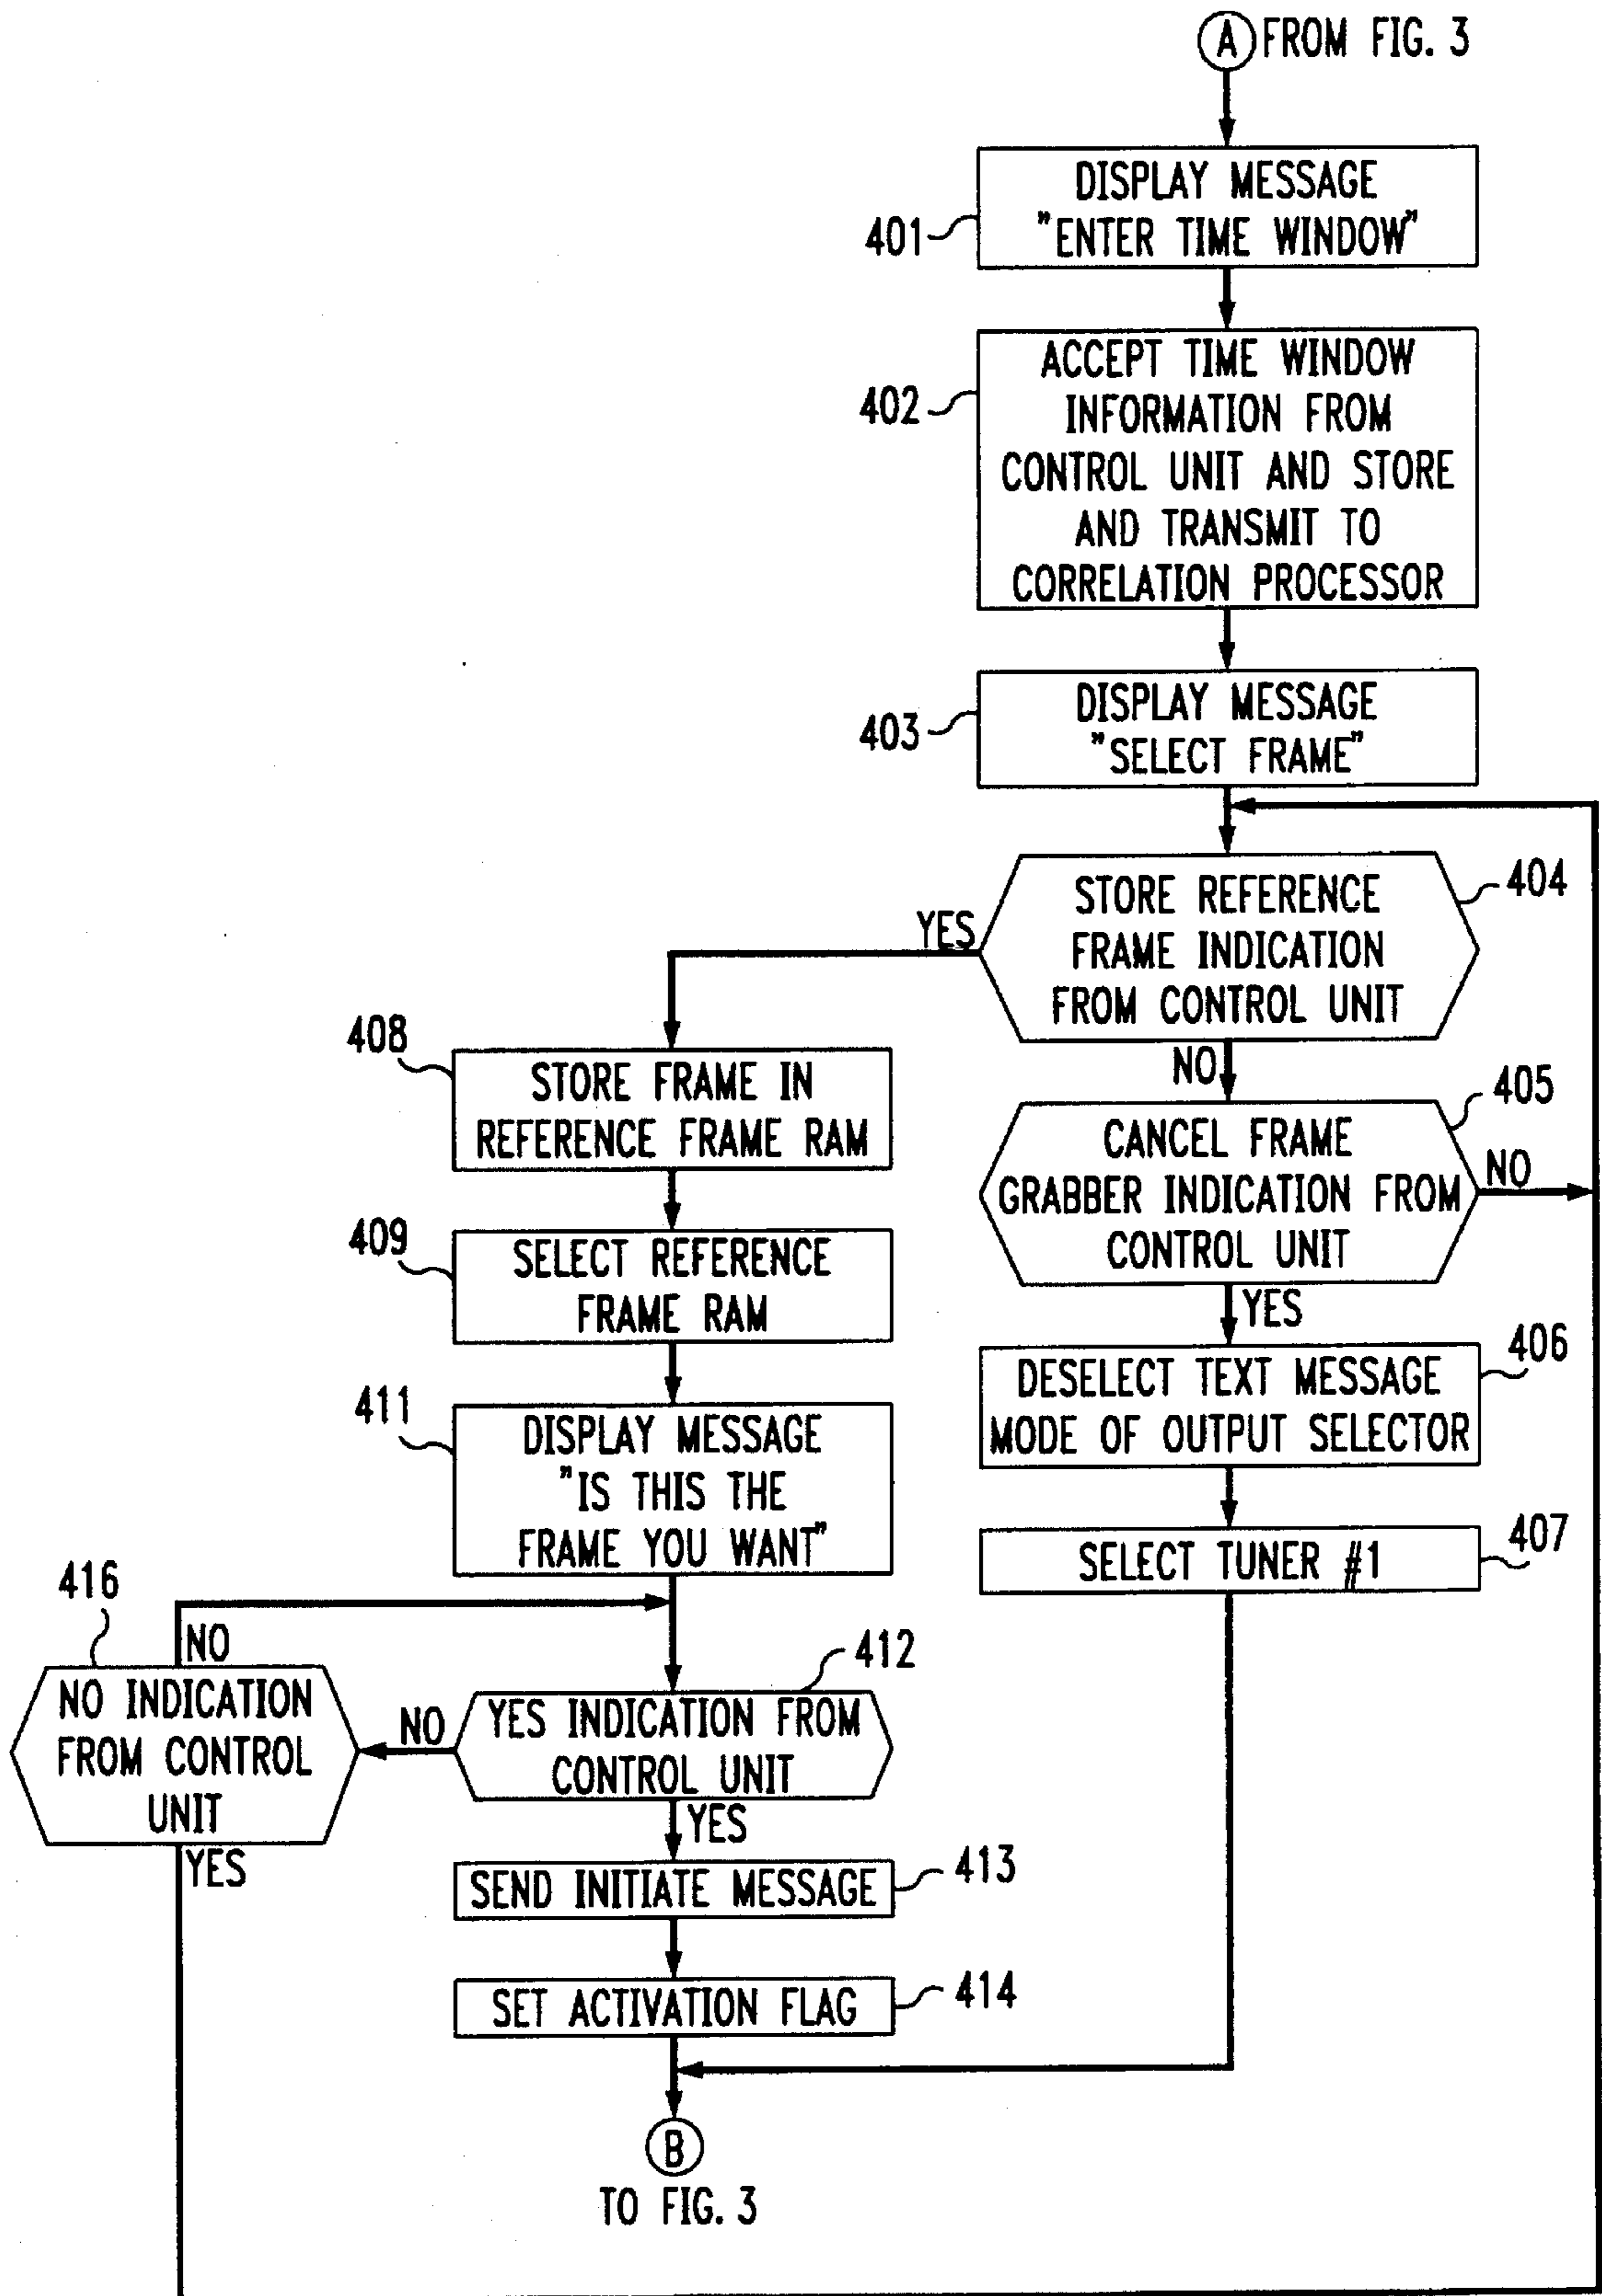 A FROM FIG. 3
DISPLAY MESSAGE
"ENTER TIME WINDOW"
401
ACCEPT TIME WINDOW
INFORMATION FROM
CONTROL UNIT AND STORE
AND TRANSMIT TO
CORRELATION PROCESSOR
402
DISPLAY MESSAGE
"SELECT FRAME"
403
STORE REFERENCE
FRAME INDICATION
FROM CONTROL UNIT
404
YES
NO
408
STORE FRAME IN
REFERENCE FRAME RAM
CANCEL FRAME
GRABBER INDICATION FROM
CONTROL UNIT
405
NO
YES
409
SELECT REFERENCE
FRAME RAM
DESELECT TEXT MESSAGE
MODE OF OUTPUT SELECTOR
406
411
DISPLAY MESSAGE
"IS THIS THE
FRAME YOU WANT"
SELECT TUNER #1
407
416
NO
NO INDICATION
FROM CONTROL
UNIT
YES
NO
YES INDICATION FROM
CONTROL UNIT
412
YES
SEND INITIATE MESSAGE
413
SET ACTIVATION FLAG
414
B
TO FIG. 3